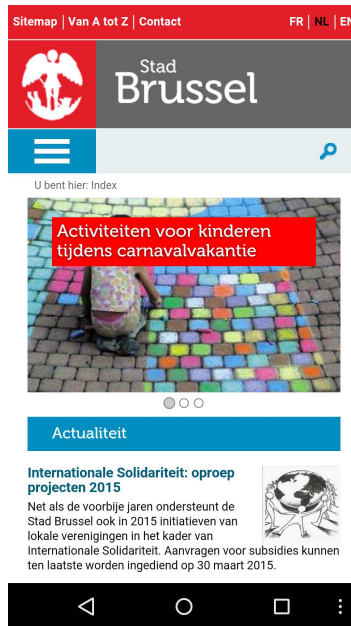 Sitemap | Van A tot Z | Contact FR | NL | EN
Stad
Brussel
U bent hier: Index
Activiteiten voor kinderen
tijdens carnavalvakantie
Actualiteit
Internationale Solidariteit: oproep
projecten 2015
Net als de voorbije jaren ondersteunt de
Stad Brussel ook in 2015 initiatieven van
lokale verenigingen in het kader van
Internationale Solidariteit. Aanvragen voor subsidies kunnen
ten laatste worden ingediend op 30 maart 2015.